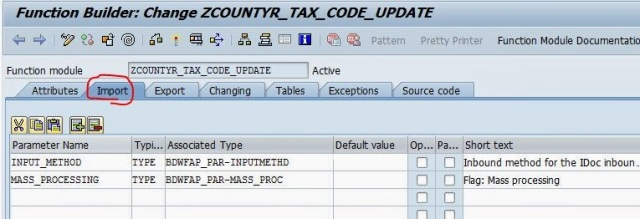 Function Builder: Change ZCOUNTYR_TAX_CODE_UPDATE
Pattern Pretty Printer Function Module Documentatio
Function module ZCOUNTYR_TAX_CODE_UPDATE Active
Attributes Import Export Changing Tables Exceptions Source code
Parameter Name Typi... Associated Type Default value Op... Pa... Short text
INPUT_METHOD TYPE BDWFAP_PAR-INPUTMETHD Inbound method for the IDoc inboun...
MASS_PROCESSING TYPE BDWFAP_PAR-MASS_PROC Flag: Mass processing